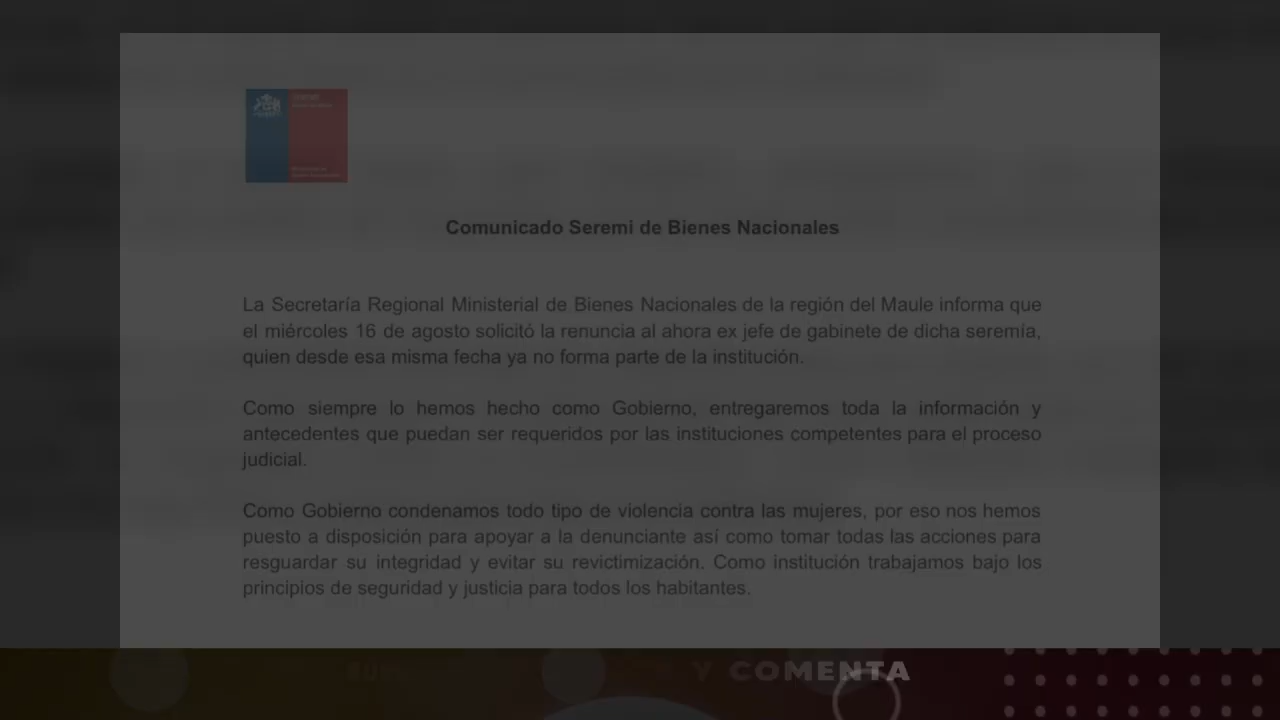 Comunicado Seremi de Bienes Nacionales
La Secretaría Regional Ministerial de Bienes Nacionales de la región del Maule informa que
el miércoles 16 de agosto solicitó la renuncia al ahora ex jefe de gabinete de dicha seremía,
quien desde esa misma fecha ya no forma parte de la institución.
Como siempre lo hemos hecho como Gobierno, entregaremos toda la información y
antecedentes que puedan ser requeridos por las instituciones competentes para el proceso
judicial.
Como Gobierno condenamos todo tipo de violencia contra las mujeres, por eso nos hemos
puesto a disposición para apoyar a la denunciante así como tomar todas las acciones para
resguardar su integridad y evitar su revictimización. Como institución trabajamos bajo los
principios de seguridad y justicia para todos los habitantes.
Y COMENTA